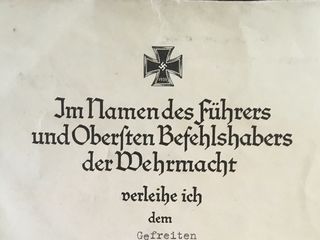 Im Namen des Führers
und Obersten Befehlshabers
der Wehrmacht
verleihe ich
dem
Gefreiten